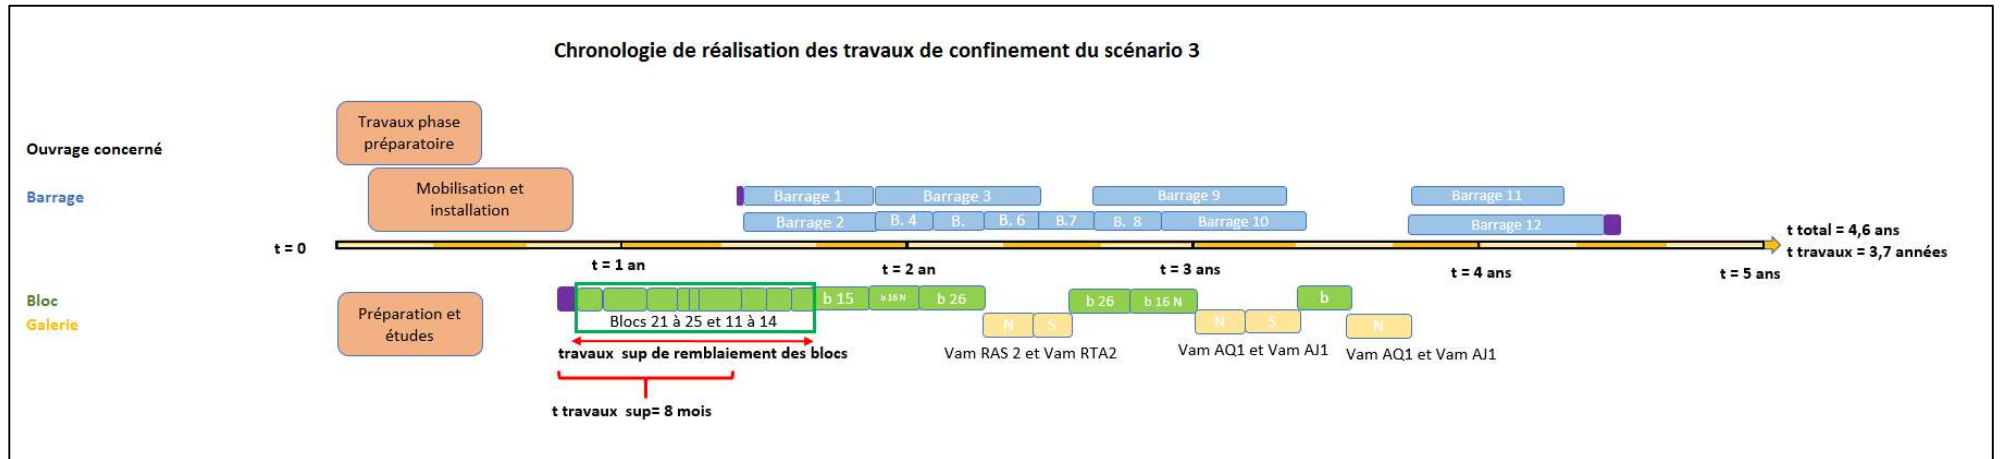 Chronologie de réalisation des travaux de confinement du scénario 3
Travaux phase
préparatoire
Ouvrage concerné
Mobilisation et
installation
Barrage
Barrage 1
Barrage 3
Barrage 9
Barrage 11
Barrage 2
B. 4
B.
B. 6
B.7
B. 8
Barrage 10
Barrage 12
t = 0
t total = 4,6 ans
t travaux = 3,7 années
t = 1 an
t = 2 an
t = 3 ans
t = 4 ans
t = 5 ans
Bloc
Galerie
Préparation et
études
b 15
b 16 N
b 26
b 26
b 16 N
b
Blocs 21 à 25 et 11 à 14
N
S
N
S
N
travaux sup de remblaiement des blocs
Vam RAS 2 et Vam RTA2
Vam AQ1 et Vam AJ1
Vam AQ1 et Vam AJ1
t travaux sup= 8 mois